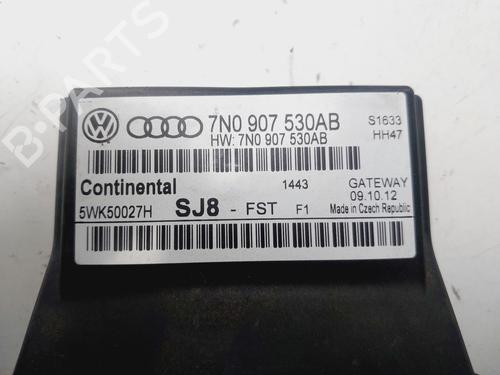 B-PARTS
7N0 907 530AB
HW: 7N0 907 530AB
S1633
HH47
Continental
1443
GATEWAY
09.10.12
5WK50027H
SJ8 - FST F1
Made in Czech Republic